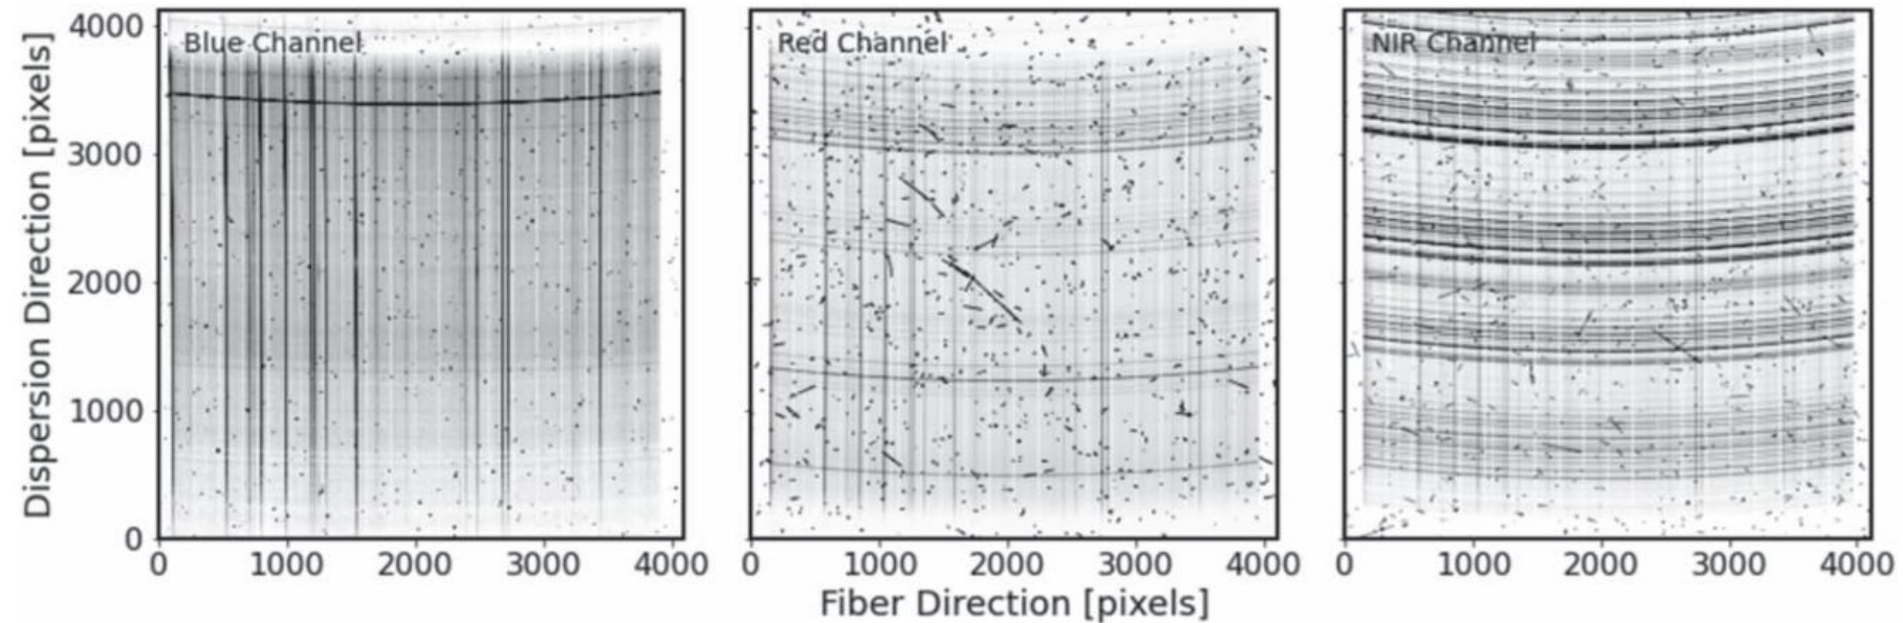 Blue Channel
Red Channel
NIR Channel
Dispersion Direction [pixels]
4000
3000
2000
1000
0
0 1000 2000 3000 4000
0 1000 2000 3000 4000
0 1000 2000 3000 4000
Fiber Direction [pixels]